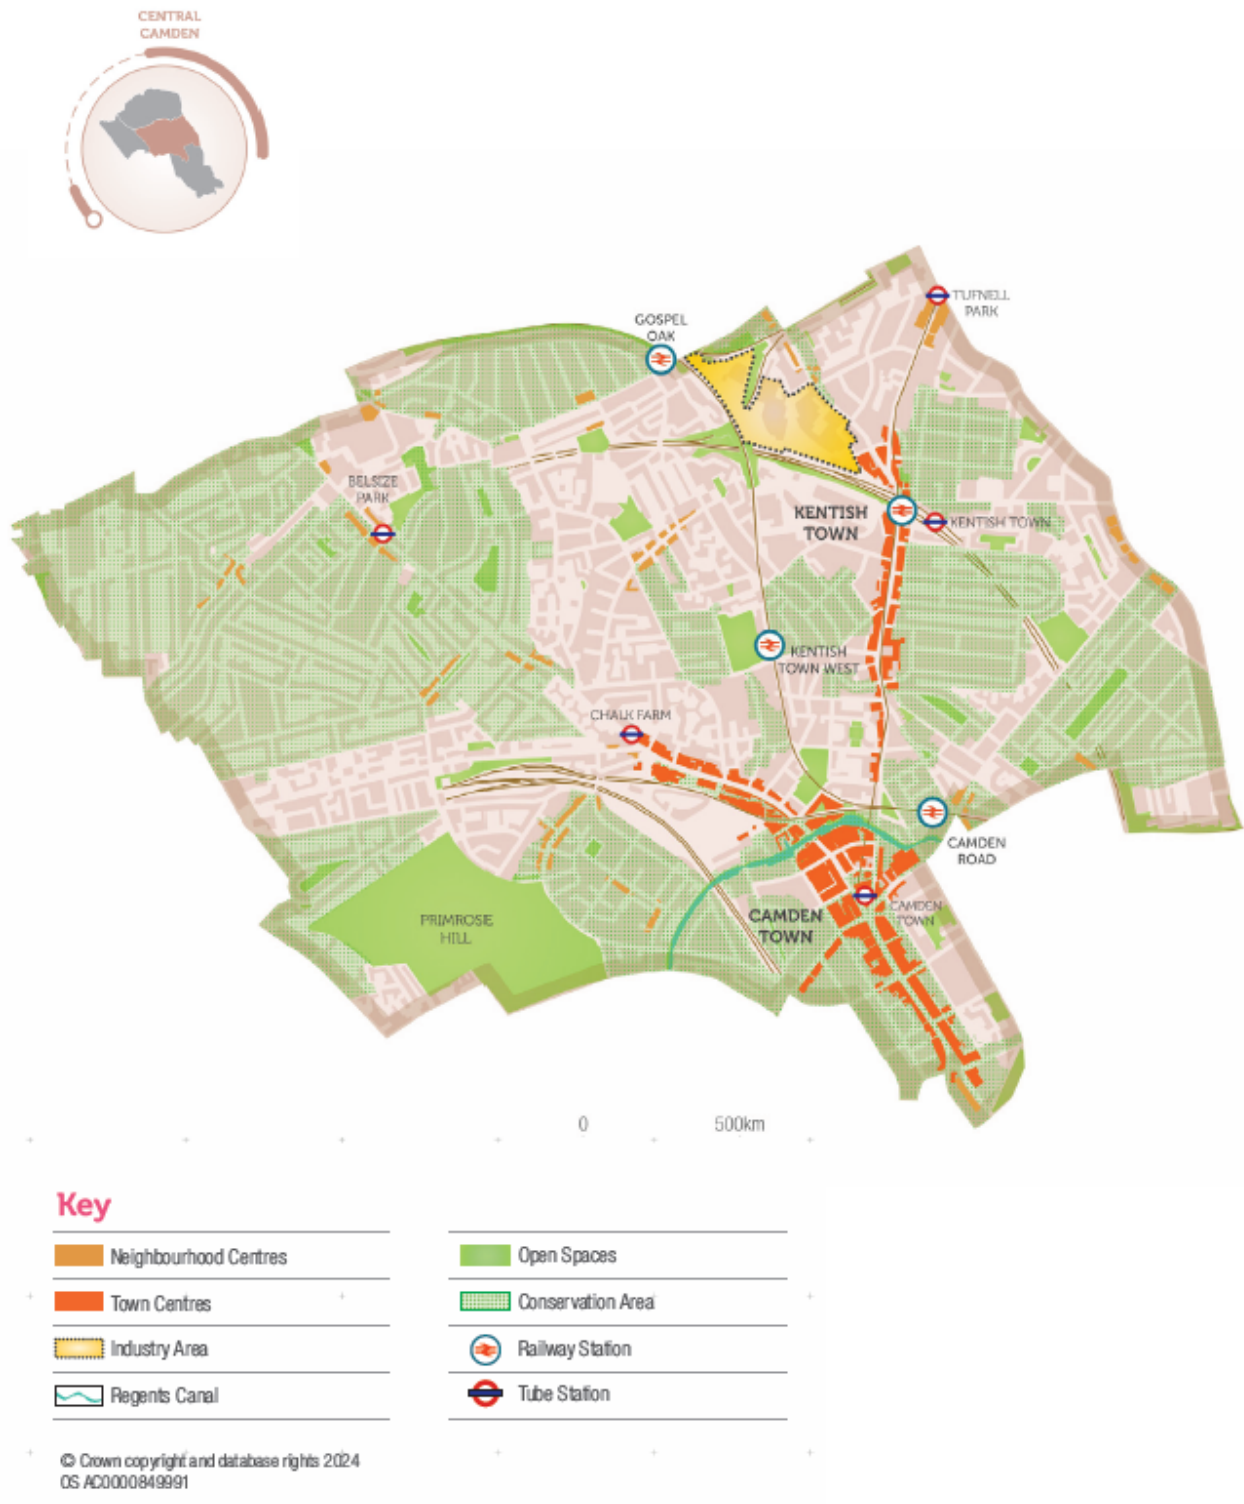 CENTRAL
CAMDEN
TUFNELL
PARK
GOSPEL
OAK
BELSIZE
PARK
KENTISH
TOWN
KENTISH TOWN
KENTISH
TOWN WEST
CHALK FARM
CAMDEN
ROAD
PRIMROSE
HILL
CAMDEN
TOWN
CAMDEN
TOWN
0 500km
Key
Neighbourhood Centres
Town Centres
Industry Area
Regents Canal
Open Spaces
Conservation Area
Railway Station
Tube Station
© Crown copyright and database rights 2024
OS AC0000849991